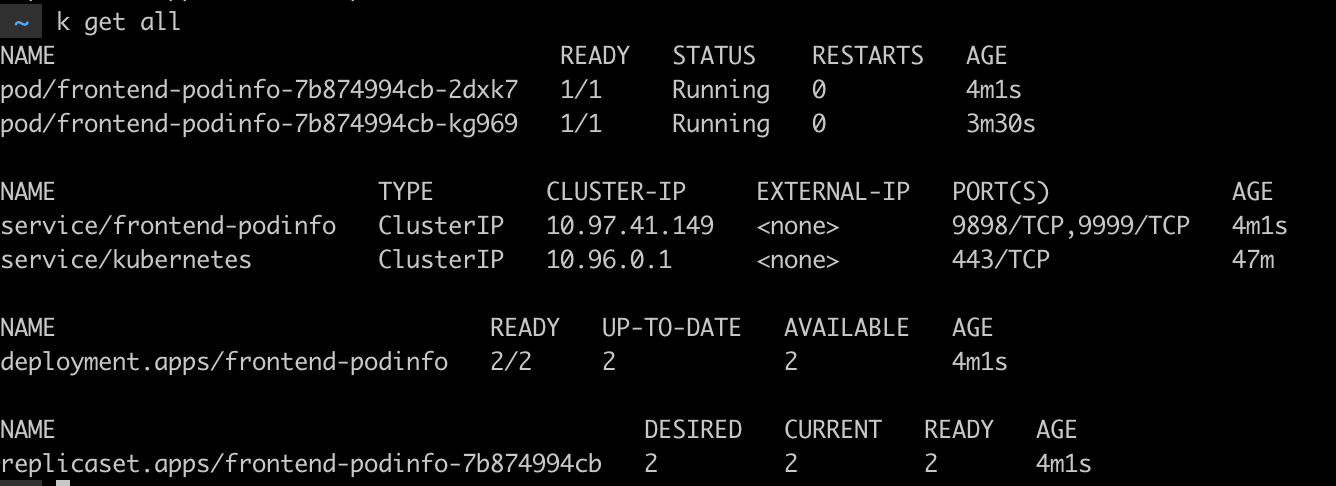 ~ k get all
NAME READY STATUS RESTARTS AGE
pod/frontend-podinfo-7b874994cb-2dxk7 1/1 Running 0 4m1s
pod/frontend-podinfo-7b874994cb-kg969 1/1 Running 0 3m30s
NAME TYPE CLUSTER-IP EXTERNAL-IP PORT(S) AGE
service/frontend-podinfo ClusterIP 10.97.41.149 <none> 9898/TCP,9999/TCP 4m1s
service/kubernetes ClusterIP 10.96.0.1 <none> 443/TCP 47m
NAME READY UP-TO-DATE AVAILABLE AGE
deployment.apps/frontend-podinfo 2/2 2 2 4m1s
NAME DESIRED CURRENT READY AGE
replicaset.apps/frontend-podinfo-7b874994cb 2 2 2 4m1s